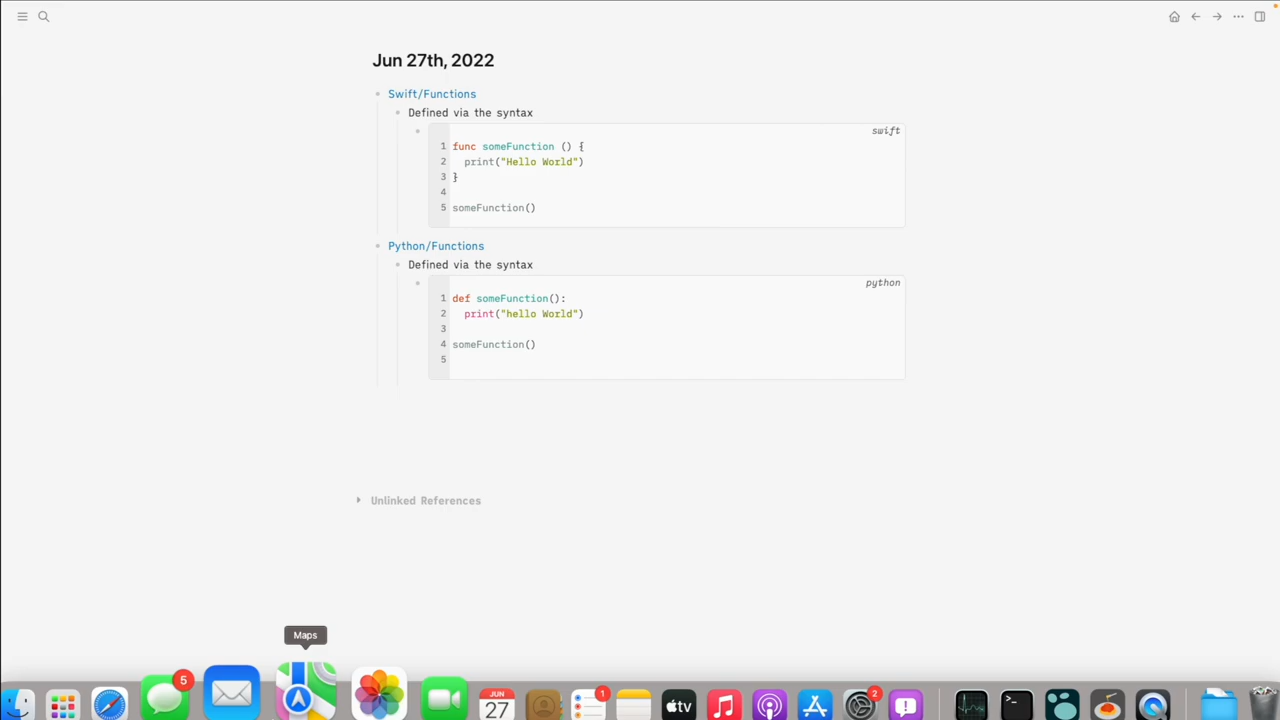 Jun 27th, 2022
Swift/Functions
Defined via the syntax
swift
1 func someFunction () {
2 print("Hello World")
3 }
4
5 someFunction()
Python/Functions
Defined via the syntax
python
1 def someFunction():
2 print("hello World")
3
4 someFunction()
5
Unlinked References
Maps
5
JUN
27
1
tv
2